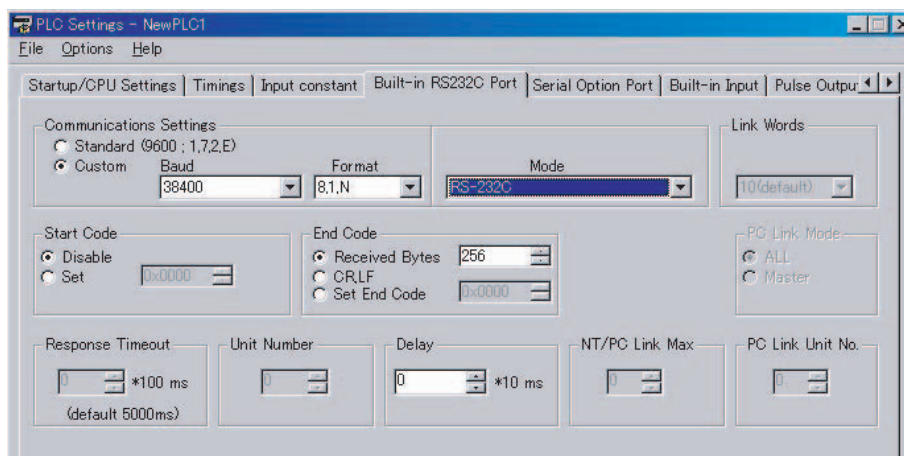 PLC Settings - NewPLC1
File Options Help
Startup/CPU Settings Timings Input constant Built-in RS232C Port Serial Option Port Built-in Input Pulse Outpu
Communications Settings Link Words
Standard (9600 ; 1,7,2,E)
Custom Baud Format Mode
38400 8,1,N RS-232C 10(default)
Start Code End Code PC Link Mode
Disable Received Bytes 256 ALL
Set 0x0000 CR,LF Master
Set End Code 0x0000
Response Timeout Unit Number Delay NT/PC Link Max PC Link Unit No.
0 *100 ms 0 0 *10 ms 0 0
(default 5000ms)